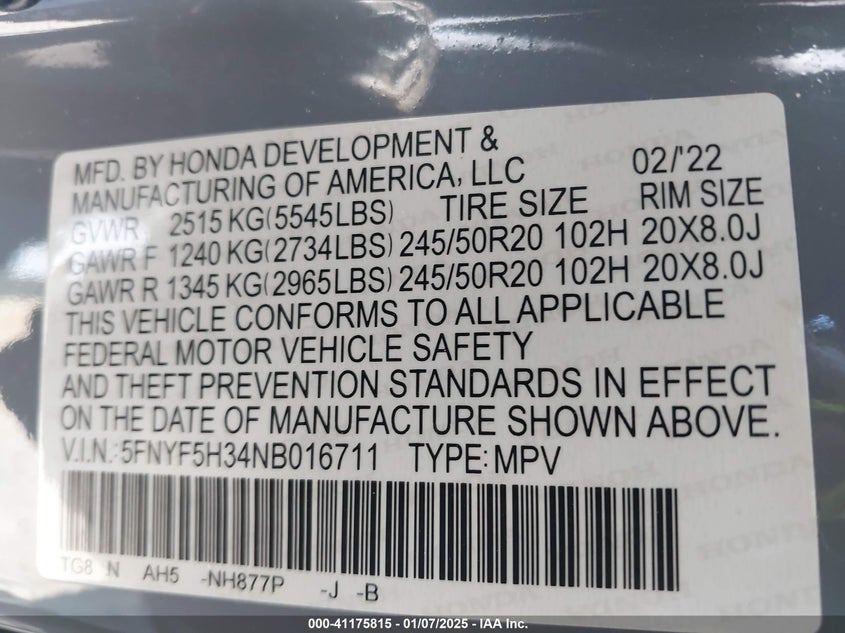 MFD. BY HONDA DEVELOPMENT &
MANUFACTURING OF AMERICA, LLC 02/'22
GVWR 2515 KG(5545LBS) TIRE SIZE RIM SIZE
GAWR F 1240 KG(2734LBS) 245/50R20 102H 20X8.0J
GAWR R 1345 KG(2965LBS) 245/50R20 102H 20X8.0J
THIS VEHICLE CONFORMS TO ALL APPLICABLE
FEDERAL MOTOR VEHICLE SAFETY
AND THEFT PREVENTION STANDARDS IN EFFECT
ON THE DATE OF MANUFACTURE SHOWN ABOVE.
V.I.N.:5FNYF5H34NB016711 TYPE: MPV
TG8 N AH5 -NH877P -J -B
000-41175815 - 01/07/2025 - IAA Inc.